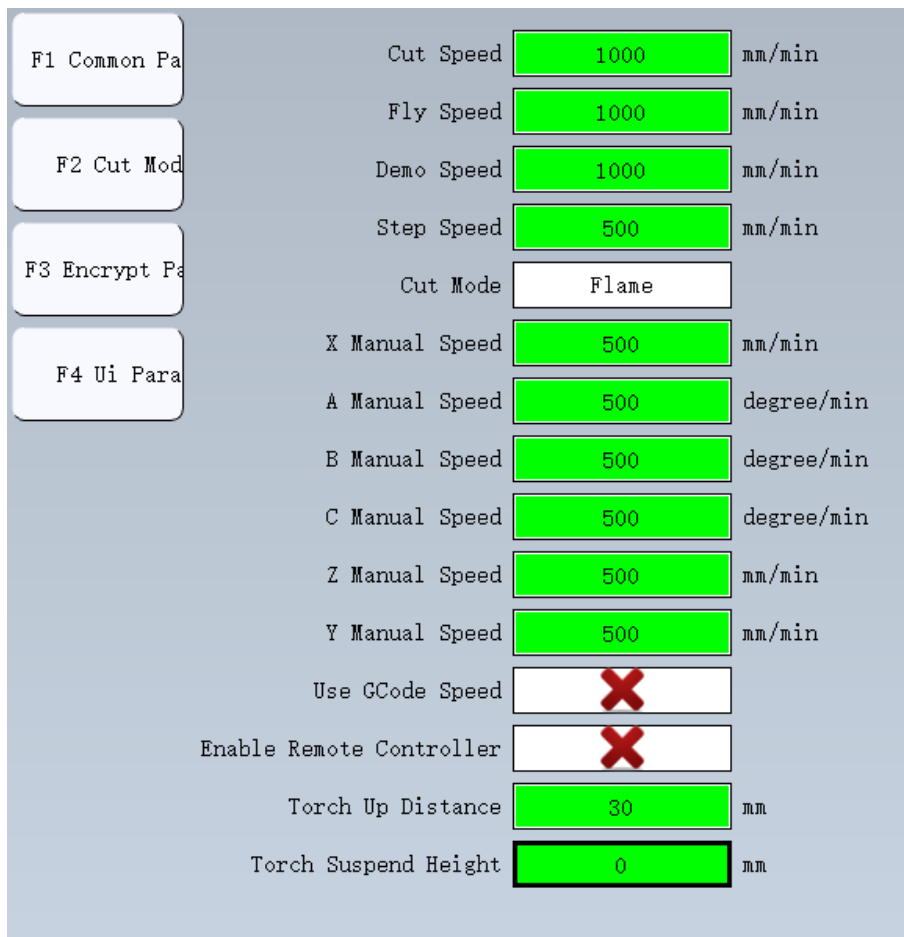 F1 Common Pa
F2 Cut Mod
F3 Encrypt Pa
F4 Ui Para
Cut Speed 1000 mm/min
Fly Speed 1000 mm/min
Demo Speed 1000 mm/min
Step Speed 500 mm/min
Cut Mode Flame
X Manual Speed 500 mm/min
A Manual Speed 500 degree/min
B Manual Speed 500 degree/min
C Manual Speed 500 degree/min
Z Manual Speed 500 mm/min
Y Manual Speed 500 mm/min
Use GCode Speed
Enable Remote Controller
Torch Up Distance 30 mm
Torch Suspend Height 0 mm